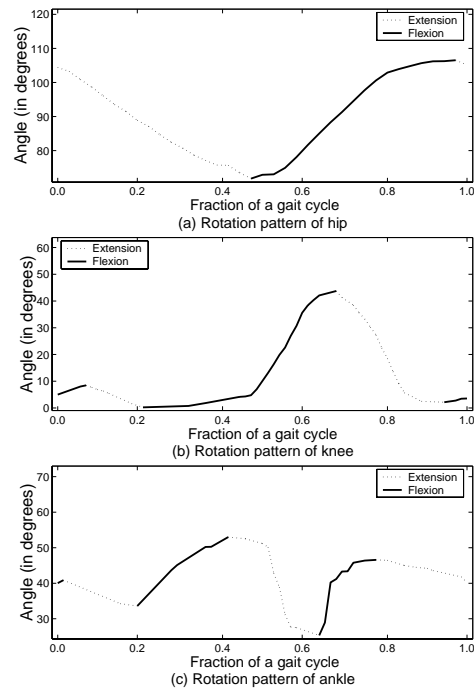 120
100
80
Angle (in degrees)
Extension
Flexion
0.0 0.2 0.4 0.6 0.8 1.0
Fraction of a gait cycle
(a) Rotation pattern of hip
60
50
40
30
20
10
0
Angle (in degrees)
Extension
Flexion
0.0 0.2 0.4 0.6 0.8 1.0
Fraction of a gait cycle
(b) Rotation pattern of knee
70
60
50
40
30
Angle (in degrees)
Extension
Flexion
0.0 0.2 0.4 0.6 0.8 1.0
Fraction of a gait cycle
(c) Rotation pattern of ankle